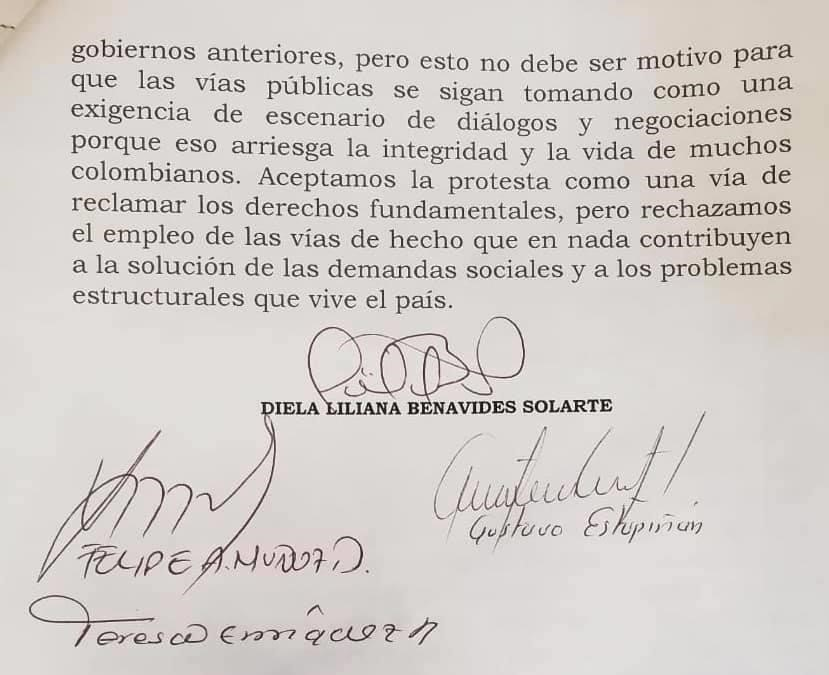 gobiernos anteriores, pero esto no debe ser motivo para
que las vías públicas se sigan tomando como una
exigencia de escenario de diálogos y negociaciones
porque eso arriesga la integridad y la vida de muchos
colombianos. Aceptamos la protesta como una vía de
reclamar los derechos fundamentales, pero rechazamos
el empleo de las vías de hecho que en nada contribuyen
a la solución de las demandas sociales y a los problemas
estructurales que vive el país.
DIELA LILIANA BENAVIDES SOLARTE
Gustavo Estupiñán
FELIPE A. MUÑOZ D.
Teresa Enríquez